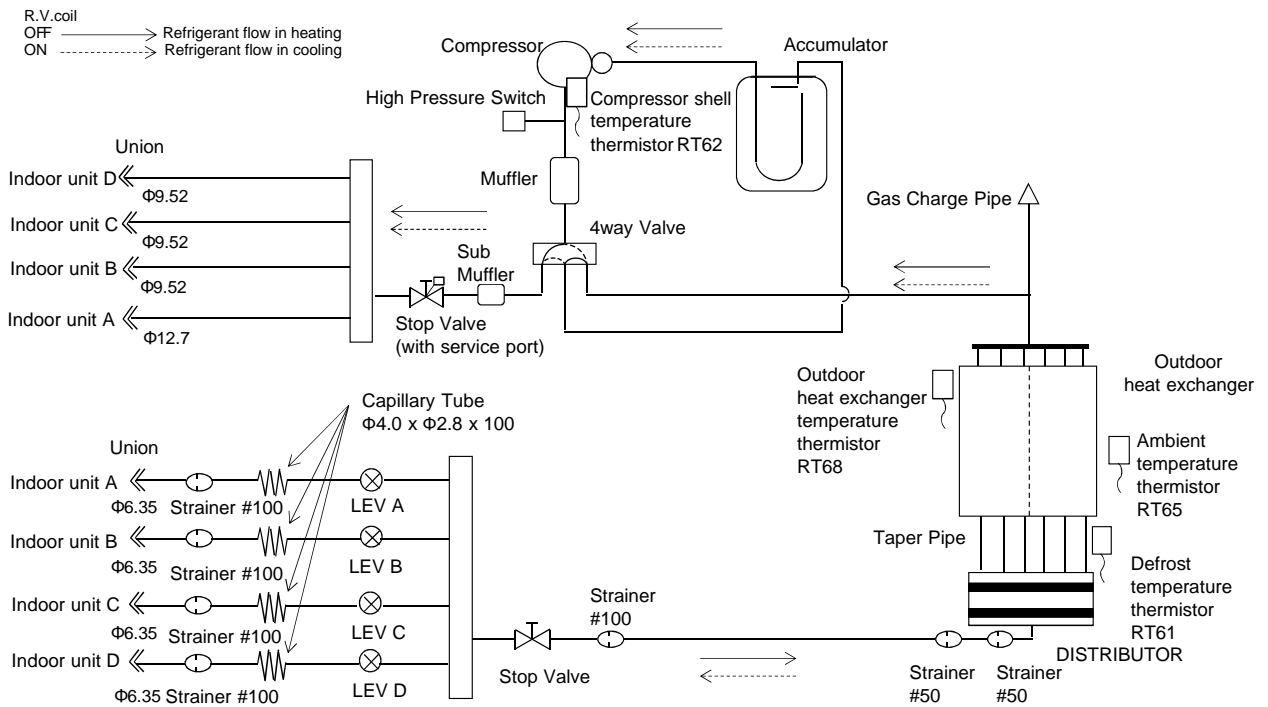 R.V.coil
OFF Refrigerant flow in heating
ON Refrigerant flow in cooling
Compressor
Accumulator
High Pressure Switch
Compressor shell
temperature
thermistor RT62
Muffler
4way Valve
Gas Charge Pipe
Union
Indoor unit D
Φ9.52
Indoor unit C
Φ9.52
Indoor unit B
Φ9.52
Indoor unit A
Φ12.7
Sub
Muffler
Stop Valve
(with service port)
Outdoor
heat exchanger
temperature
thermistor
RT68
Outdoor
heat exchanger
Ambient
temperature
thermistor
RT65
Taper Pipe
Defrost
temperature
thermistor
RT61
DISTRIBUTOR
Capillary Tube
Φ4.0 x Φ2.8 x 100
Union
Indoor unit A
Φ6.35 Strainer #100 LEV A
Indoor unit B
Φ6.35 Strainer #100 LEV B
Indoor unit C
Φ6.35 Strainer #100 LEV C
Indoor unit D
Φ6.35 Strainer #100 LEV D
Strainer
#100
Stop Valve
Strainer
#50
Strainer
#50